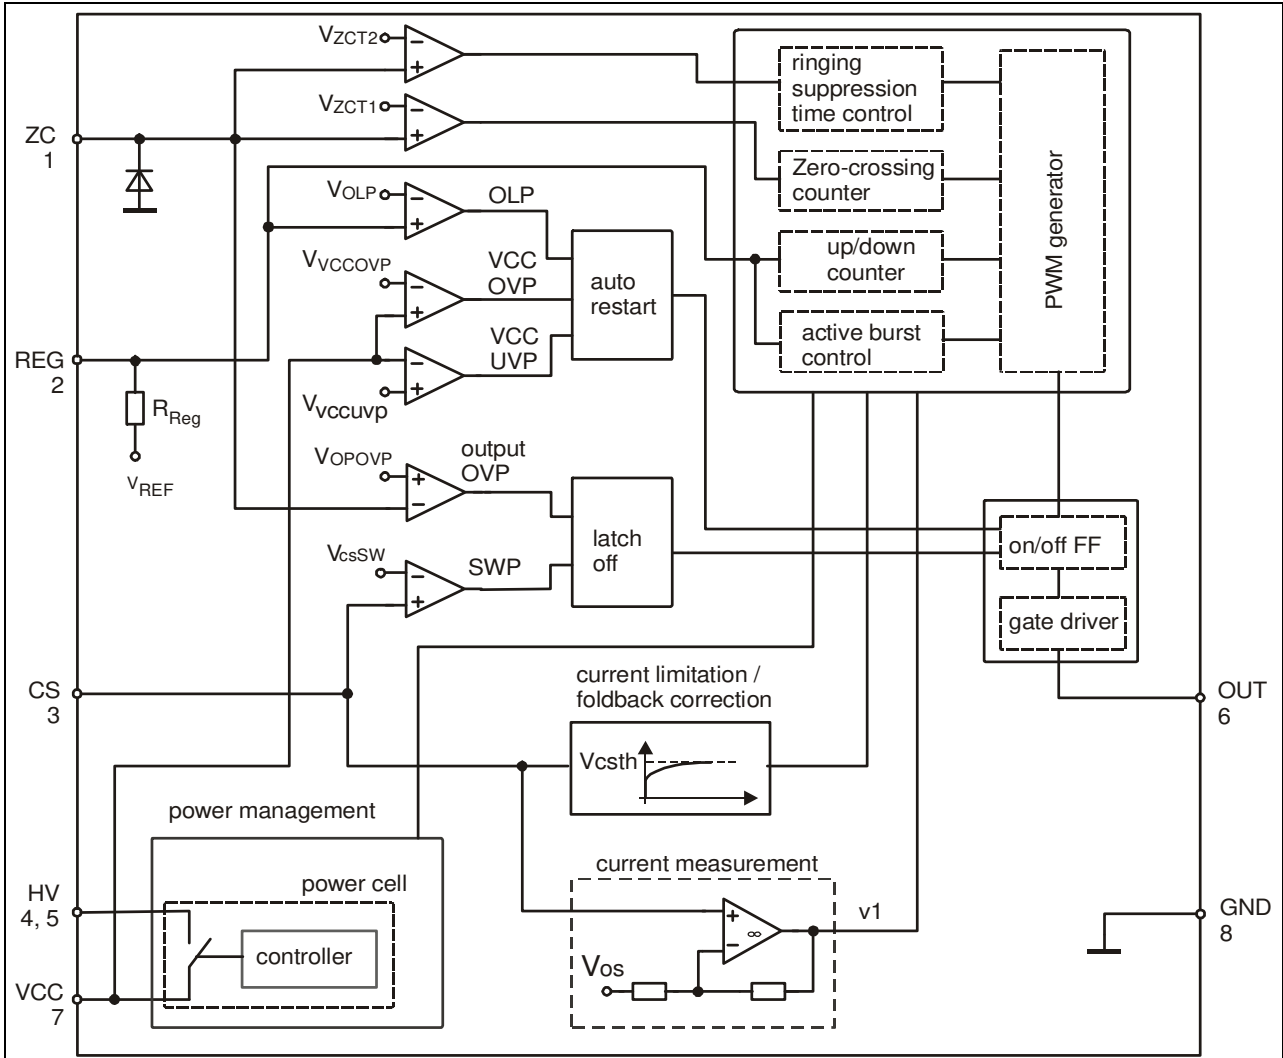 VZCT2
−
+
ringing
suppression
time control
VZCT1
−
+
ZC
1
Zero-crossing
counter
VOLP
−
+
OLP
up/down
counter
PWM generator
VVCCOVP
−
+
VCC
OVP
auto
restart
VCC
UVP
active burst
control
REG
2
−
+
Vvccuvp
RReg
VREF
VOPOVP
+
−
output
OVP
latch
off
on/off FF
VcsSW
−
+
SWP
gate driver
CS
3
current limitation /
foldback correction
OUT
6
Vcsth
power management
current measurement
HV
4, 5
power cell
controller
+
−
∞
v1
GND
8
Vos
VCC
7